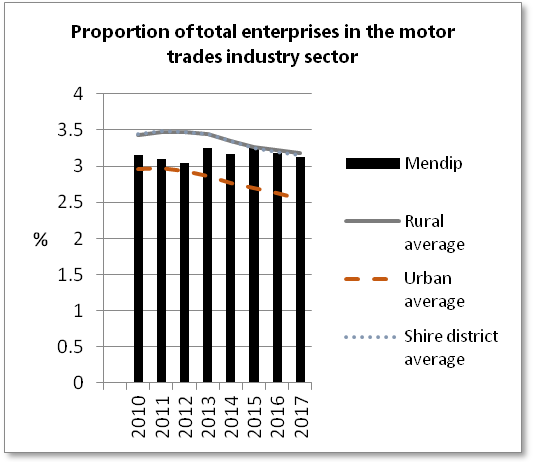 Proportion of total enterprises in the motor
trades industry sector
4
3.5
3
2.5
2
1.5
1
0.5
0
%
2010
2011
2012
2013
2014
2015
2016
2017
Mendip
Rural
average
Urban
average
Shire district
average